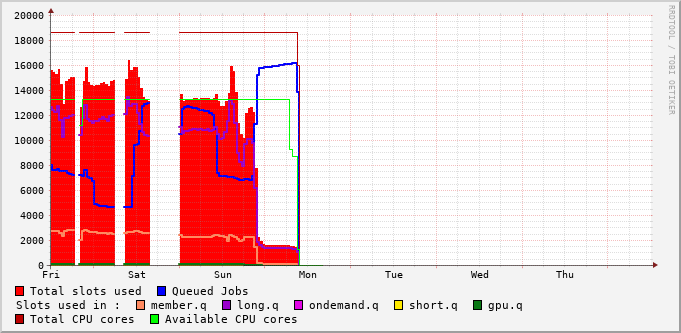 20000
18000
16000
14000
12000
10000
8000
6000
4000
2000
0
Fri Sat Sun Mon Tue Wed Thu
Total slots used Queued Jobs
Slots used in : member.q long.q ondemand.q short.q gpu.q
Total CPU cores Available CPU cores
RRDTOOL / TOBI OETIKER